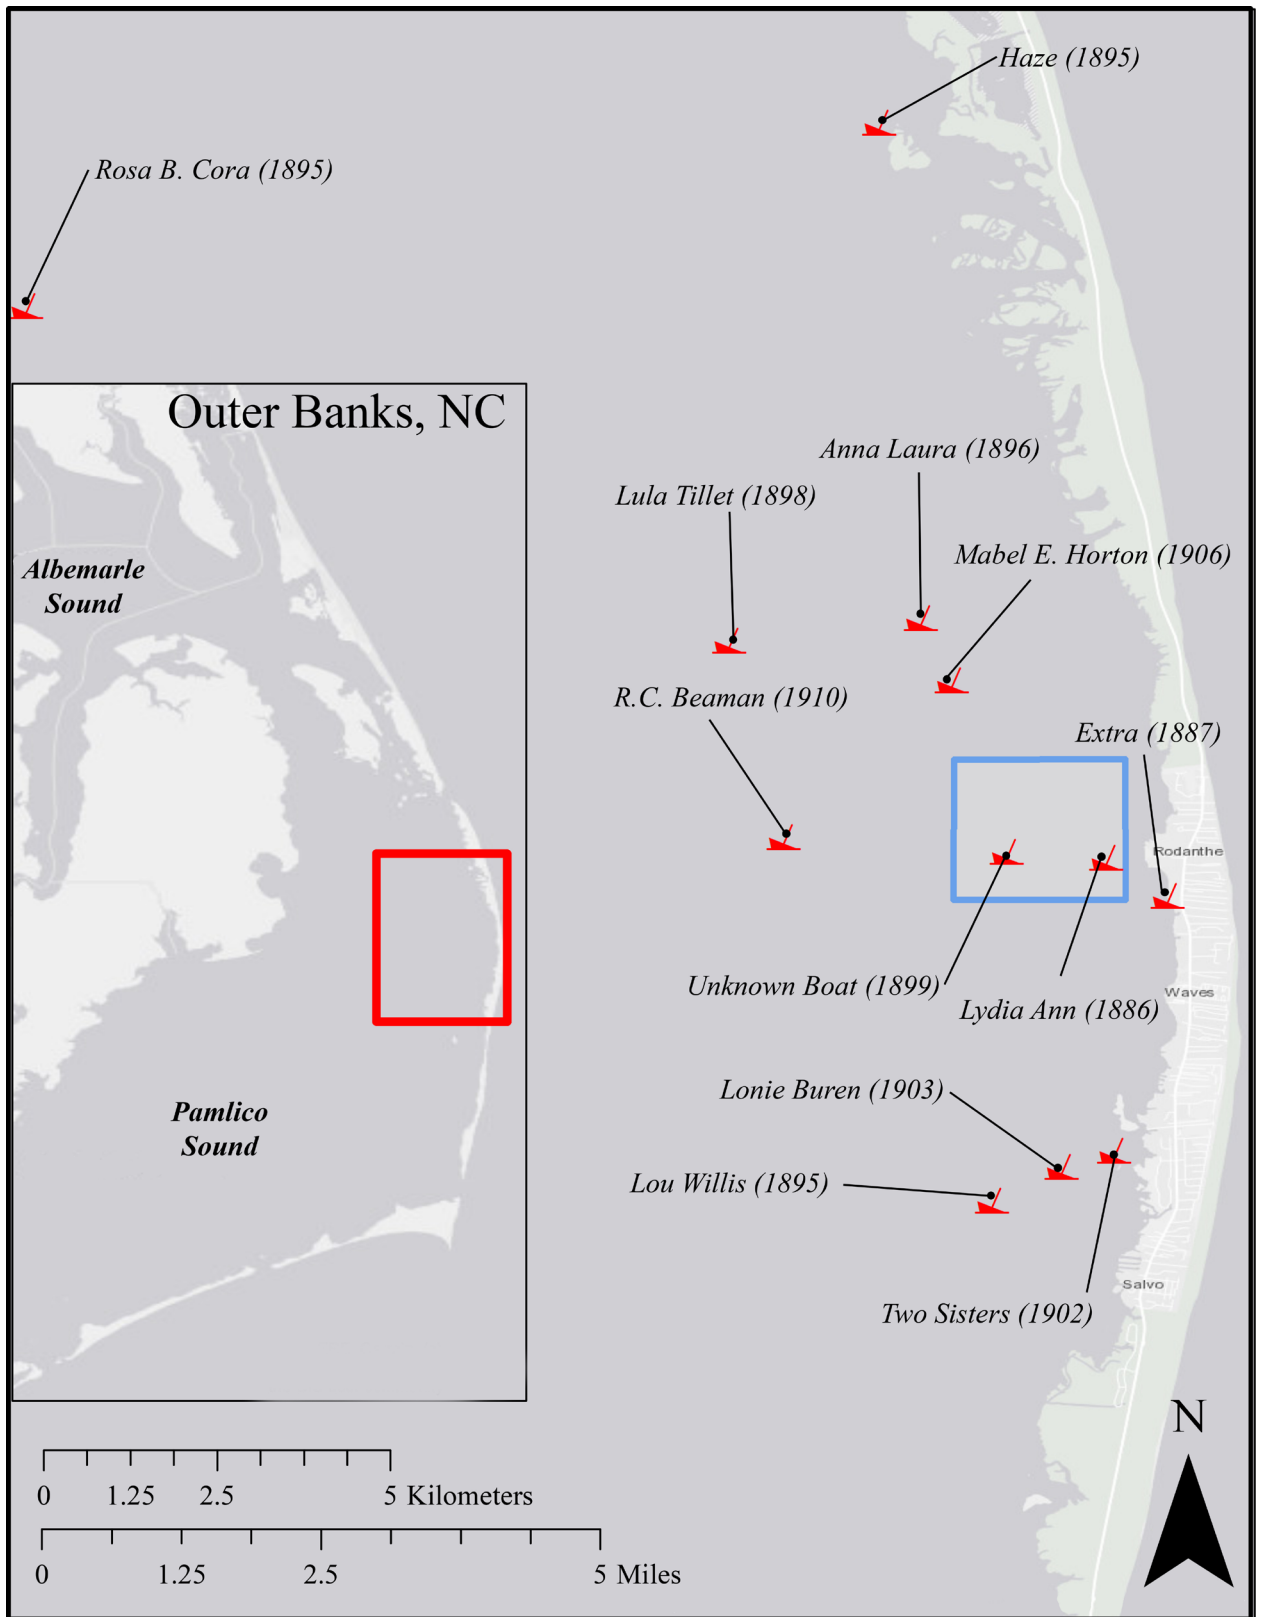 Haze (1895)
Rosa B. Cora (1895)
Outer Banks, NC
Anna Laura (1896)
Lula Tillet (1898)
Mabel E. Horton (1906)
Albemarle
Sound
R.C. Beaman (1910)
Extra (1887)
Rodanthe
Unknown Boat (1899)
Waves
Lydia Ann (1886)
Lonie Buren (1903)
Pamlico
Sound
Lou Willis (1895)
Salvo
Two Sisters (1902)
N
0 1.25 2.5 5 Kilometers
0 1.25 2.5 5 Miles